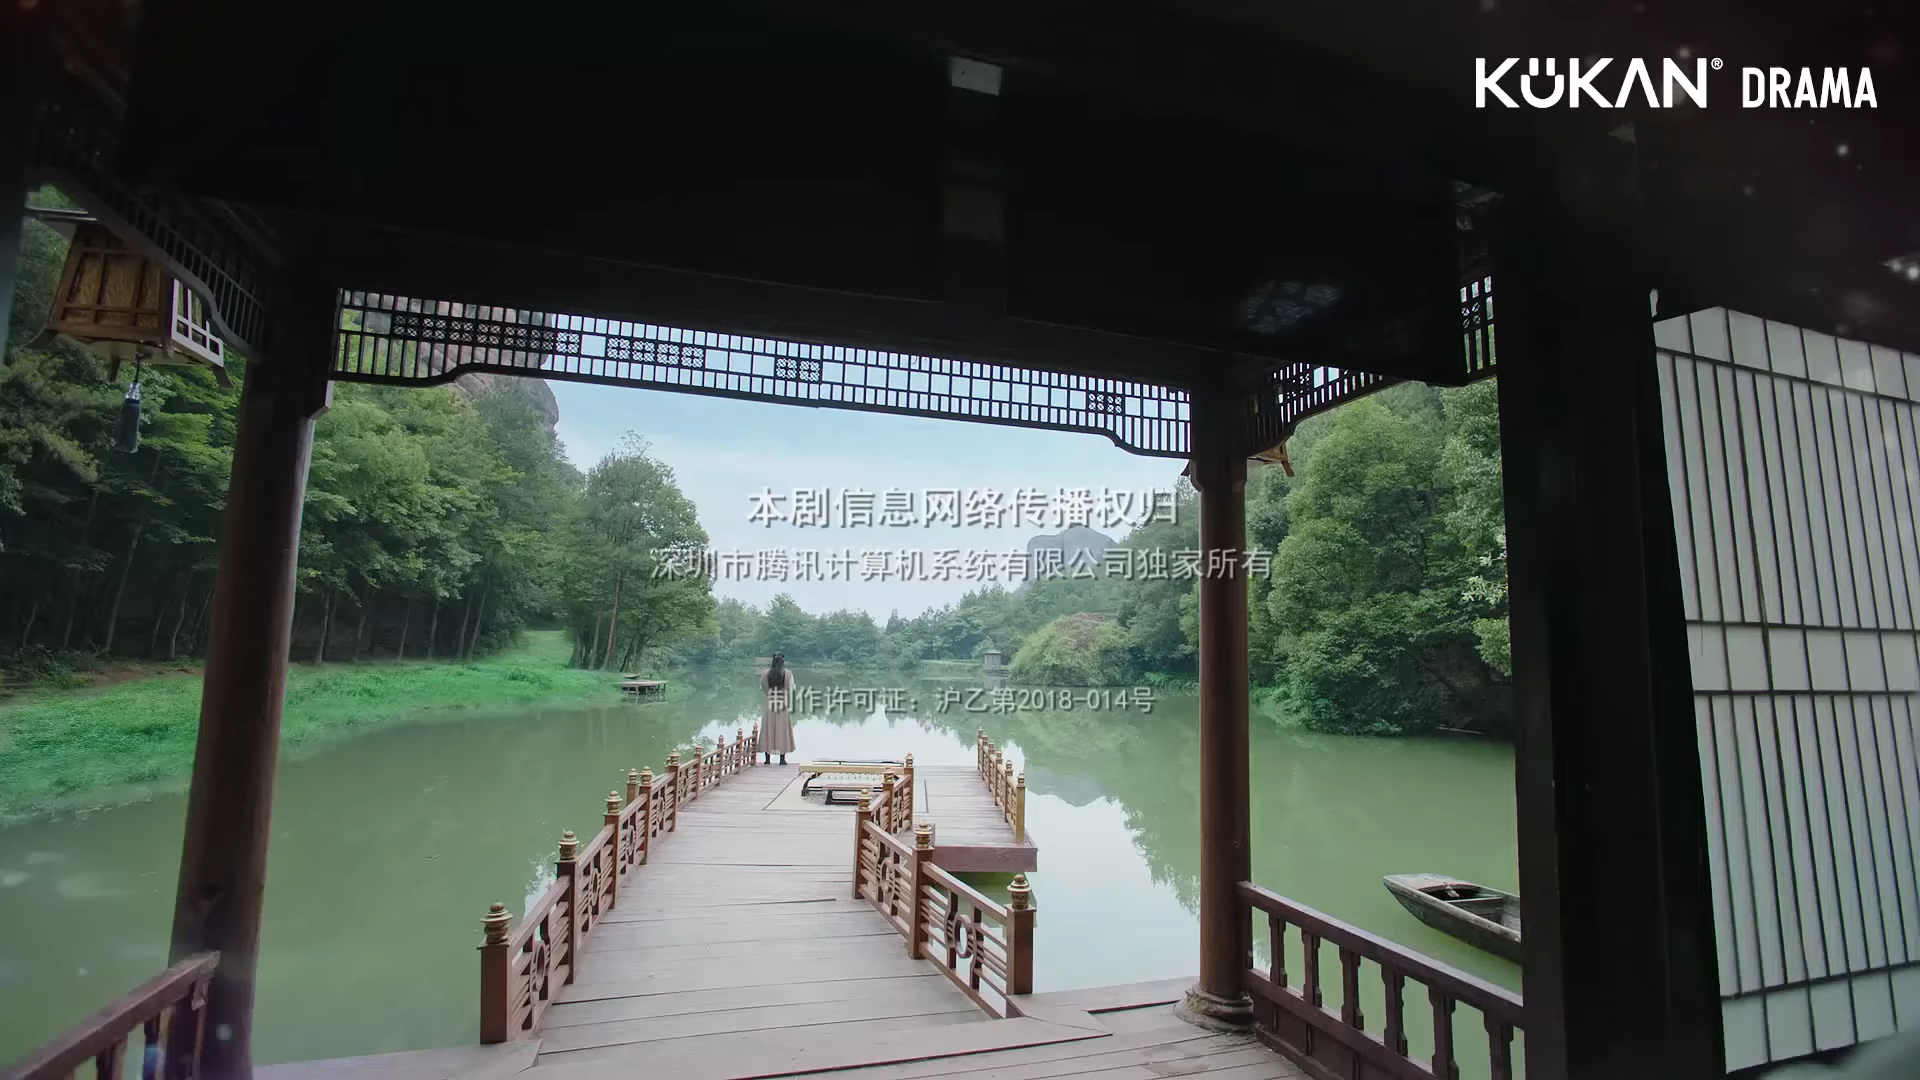 KÜKAN® DRAMA
本剧信息网络传播权归
深圳市腾讯计算机系统有限公司独家所有
制作许可证：沪乙第2018-014号